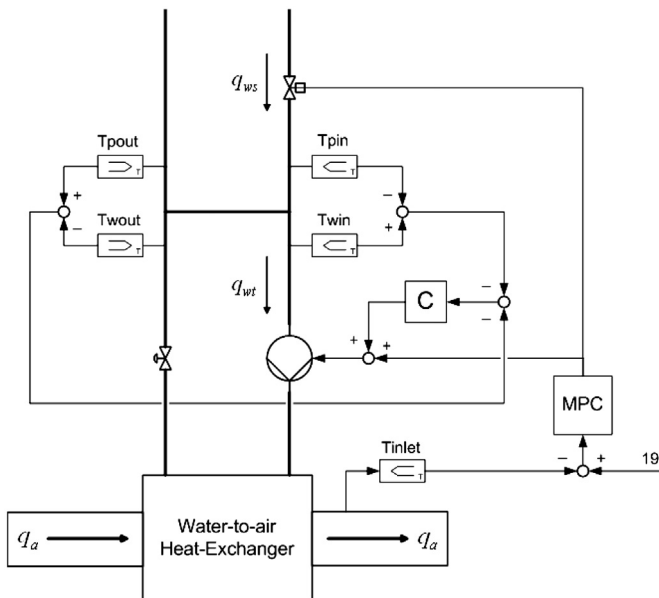 q_ws
Tpout
Tpin
T
T
+
−
−
+
Twout
Twin
T
T
q_wt
−
C
−
+
+
MPC
Tinlet
T
−
+
19
q_a
Water-to-air
Heat-Exchanger
q_a